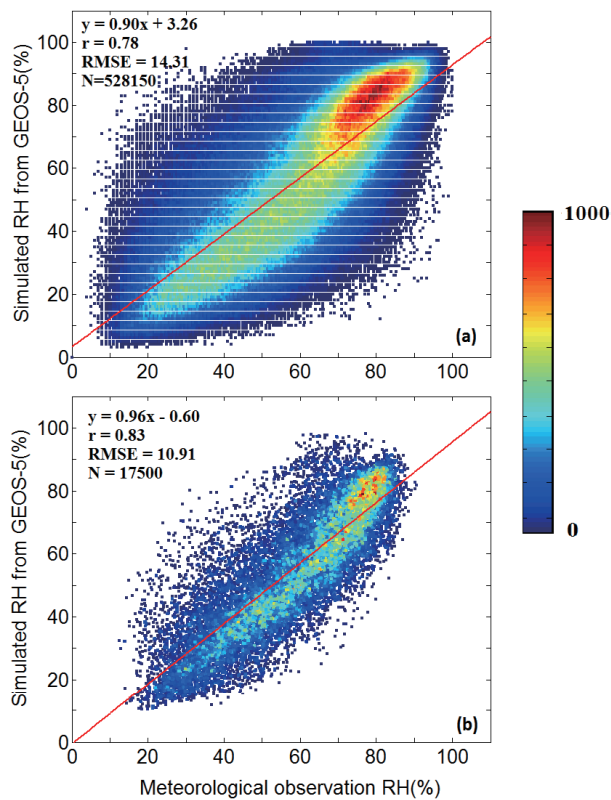 y = 0.90x + 3.26
r = 0.78
RMSE = 14.31
N=528150
Simulated RH from GEOS-5(%)
100
80
60
40
20
0
0 20 40 60 80 100
(a)
1000
0
y = 0.96x - 0.60
r = 0.83
RMSE = 10.91
N = 17500
Simulated RH from GEOS-5(%)
100
80
60
40
20
0
0 20 40 60 80 100
(b)
Meteorological observation RH(%)